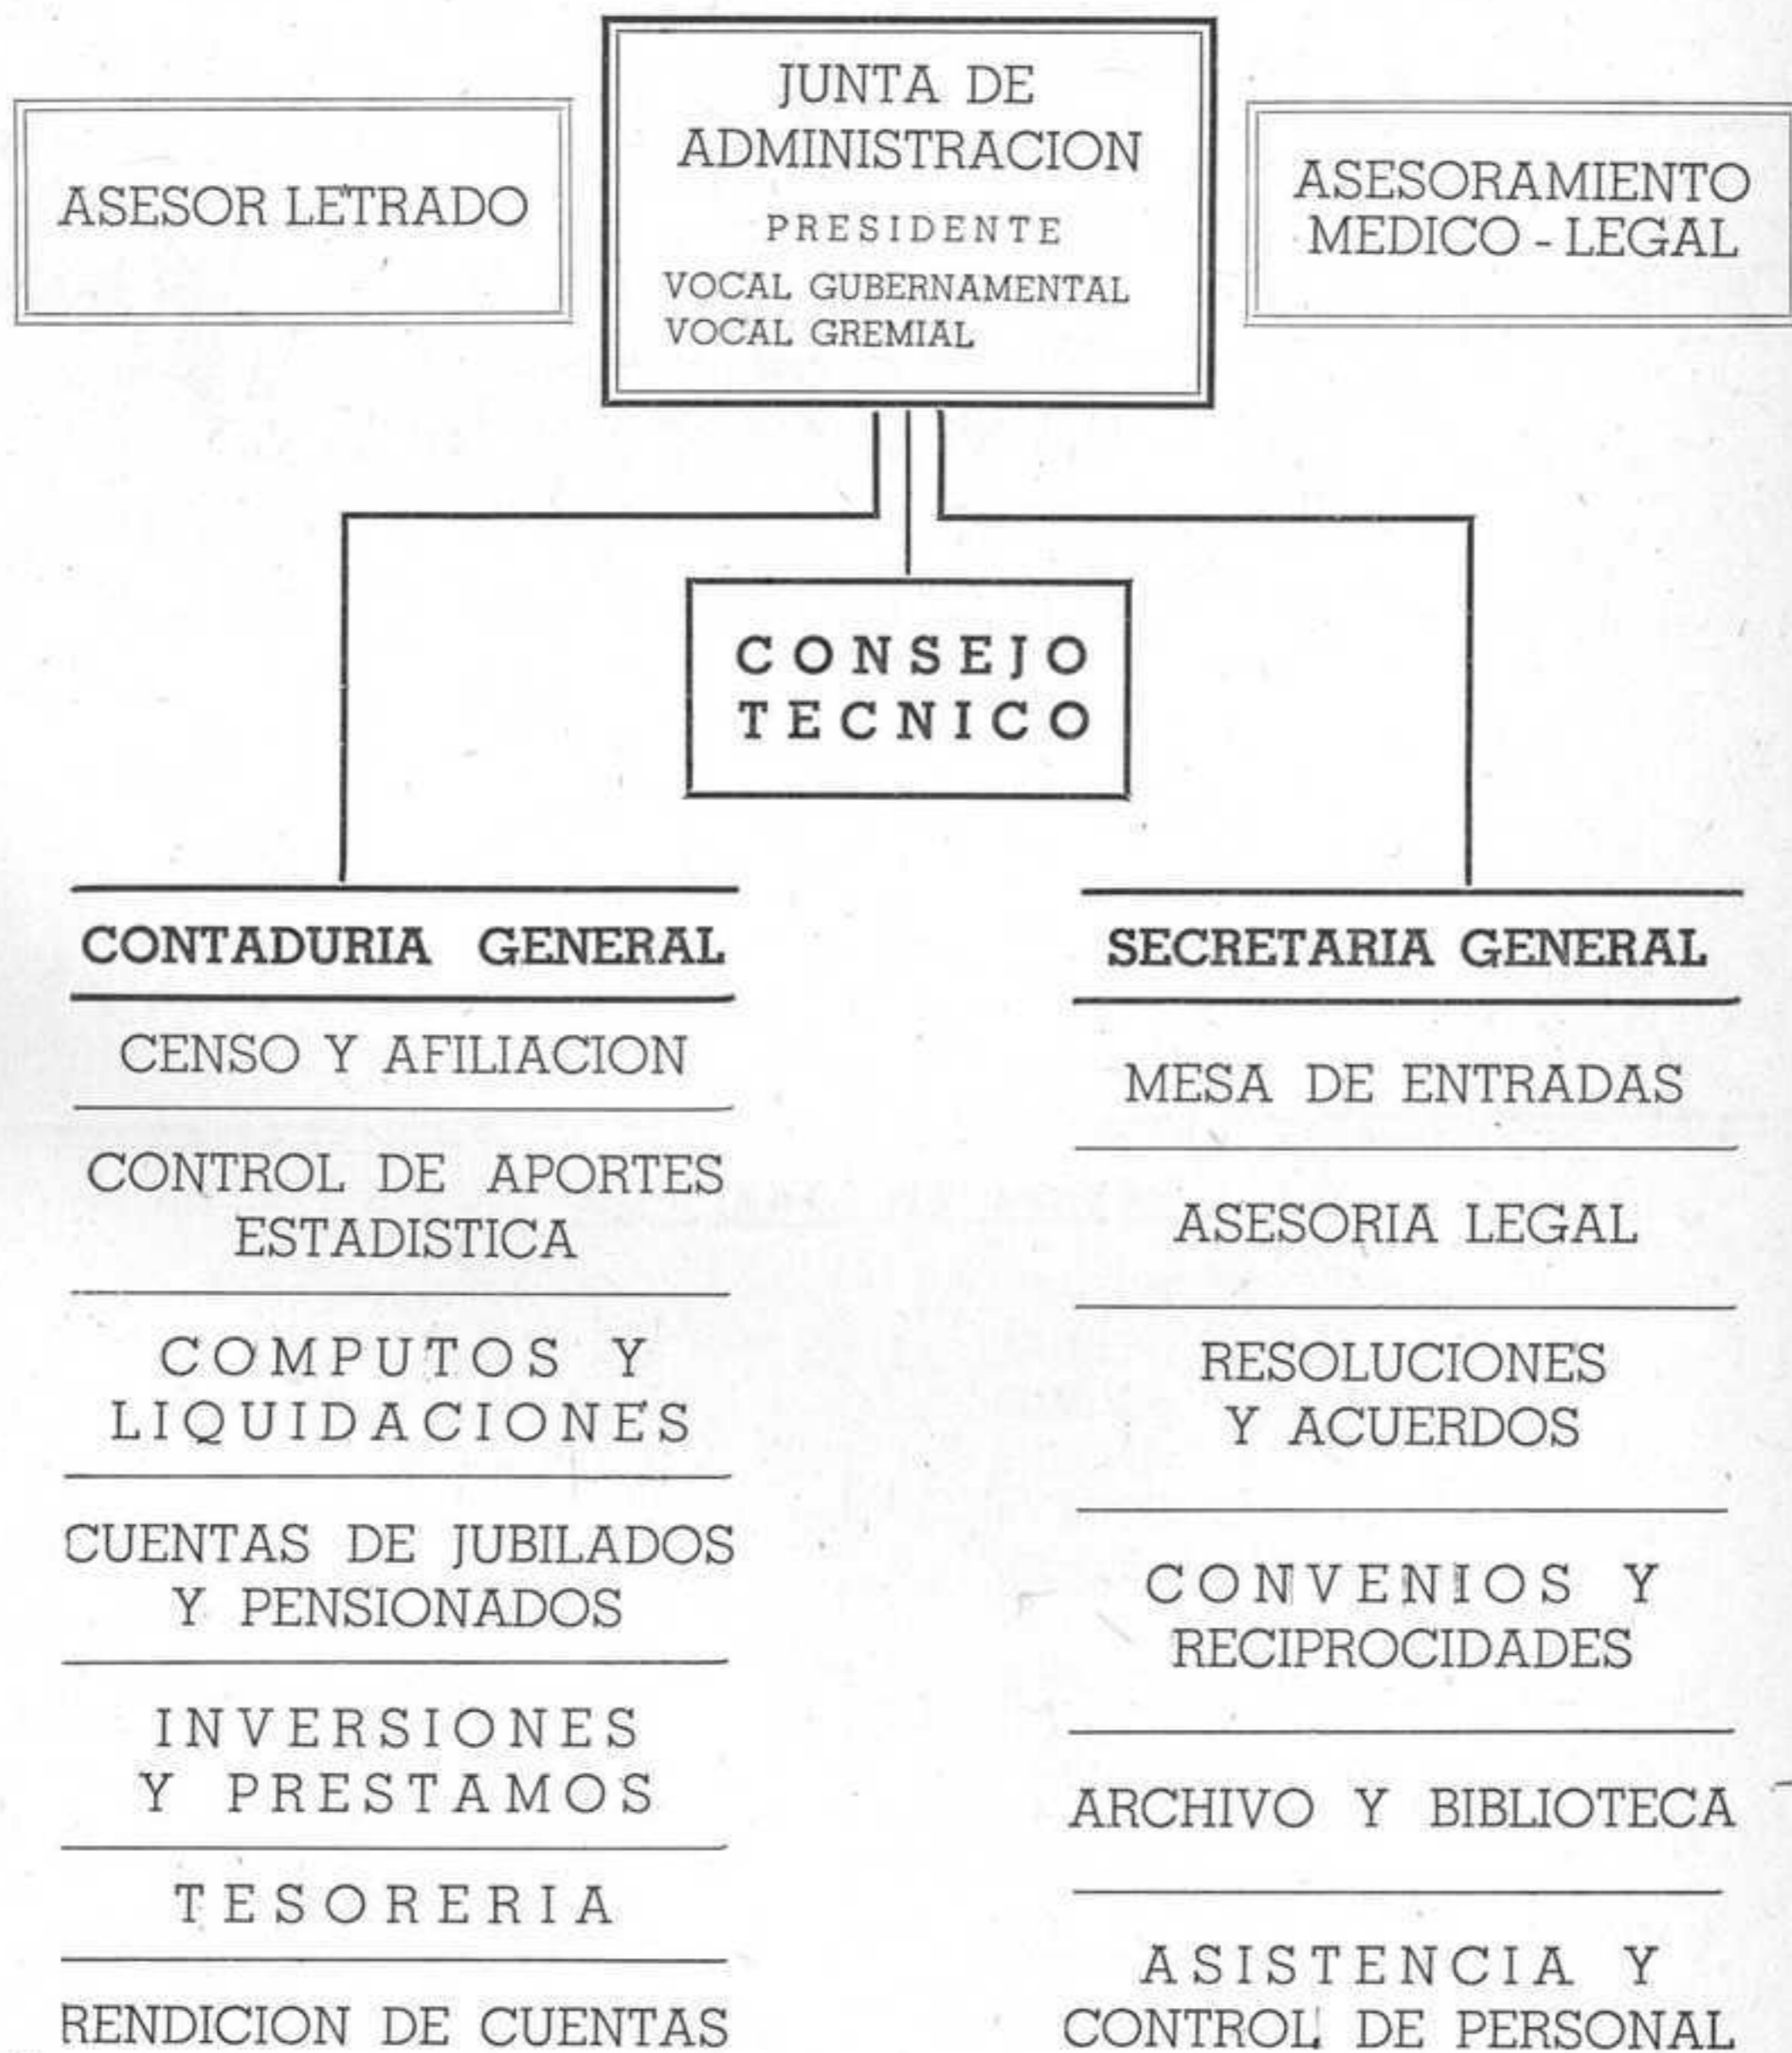 JUNTA DE
ADMINISTRACION
PRESIDENTE
VOCAL GUBERNAMENTAL
VOCAL GREMIAL
ASESOR LETRADO
ASESORAMIENTO
MEDICO - LEGAL
CONSEJO
TECNICO
CONTADURIA GENERAL
CENSO Y AFILIACION
CONTROL DE APORTES
ESTADISTICA
COMPUTOS Y
LIQUIDACIONES
CUENTAS DE JUBILADOS
Y PENSIONADOS
INVERSIONES
Y PRESTAMOS
TESORERIA
RENDICION DE CUENTAS
SECRETARIA GENERAL
MESA DE ENTRADAS
ASESORIA LEGAL
RESOLUCIONES
Y ACUERDOS
CONVENIOS Y
RECIPROCIDADES
ARCHIVO Y BIBLIOTECA
ASISTENCIA Y
CONTROL DE PERSONAL